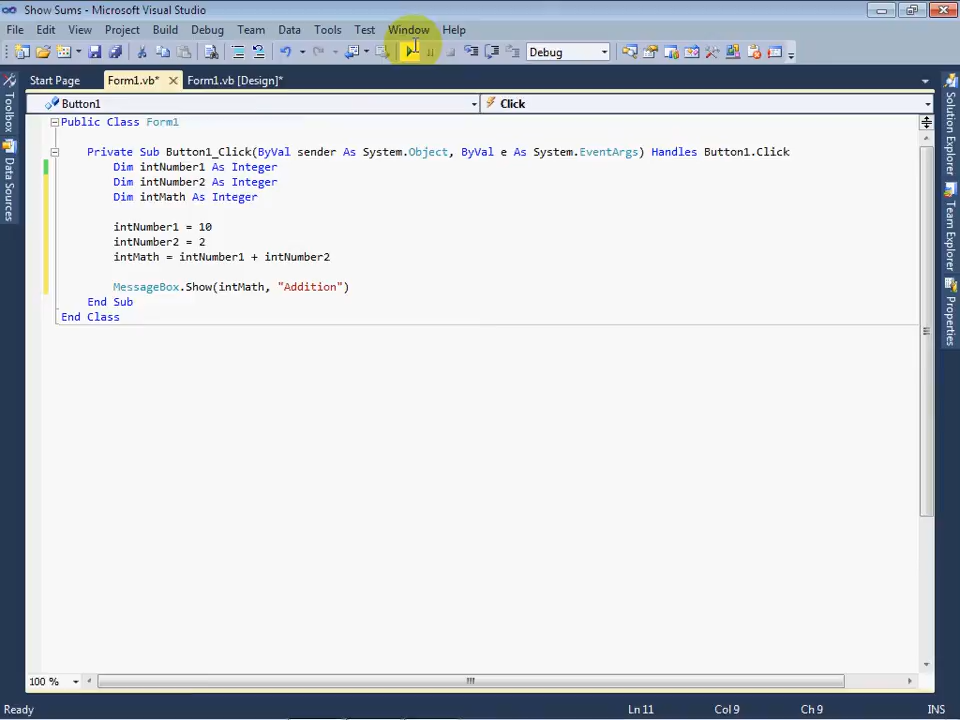 Show Sums - Microsoft Visual Studio
File Edit View Project Build Debug Team Data Tools Test Window Help
Debug
Start Page Form1.vb* Form1.vb [Design]*
Button1 Click
Toolbox
Data Sources
Solution Explorer
Team Explorer
Properties
Public Class Form1
Private Sub Button1_Click(ByVal sender As System.Object, ByVal e As System.EventArgs) Handles Button1.Click
Dim intNumber1 As Integer
Dim intNumber2 As Integer
Dim intMath As Integer
intNumber1 = 10
intNumber2 = 2
intMath = intNumber1 + intNumber2
MessageBox.Show(intMath, "Addition")
End Sub
End Class
100 %
Ready Ln 11 Col 9 Ch 9 INS